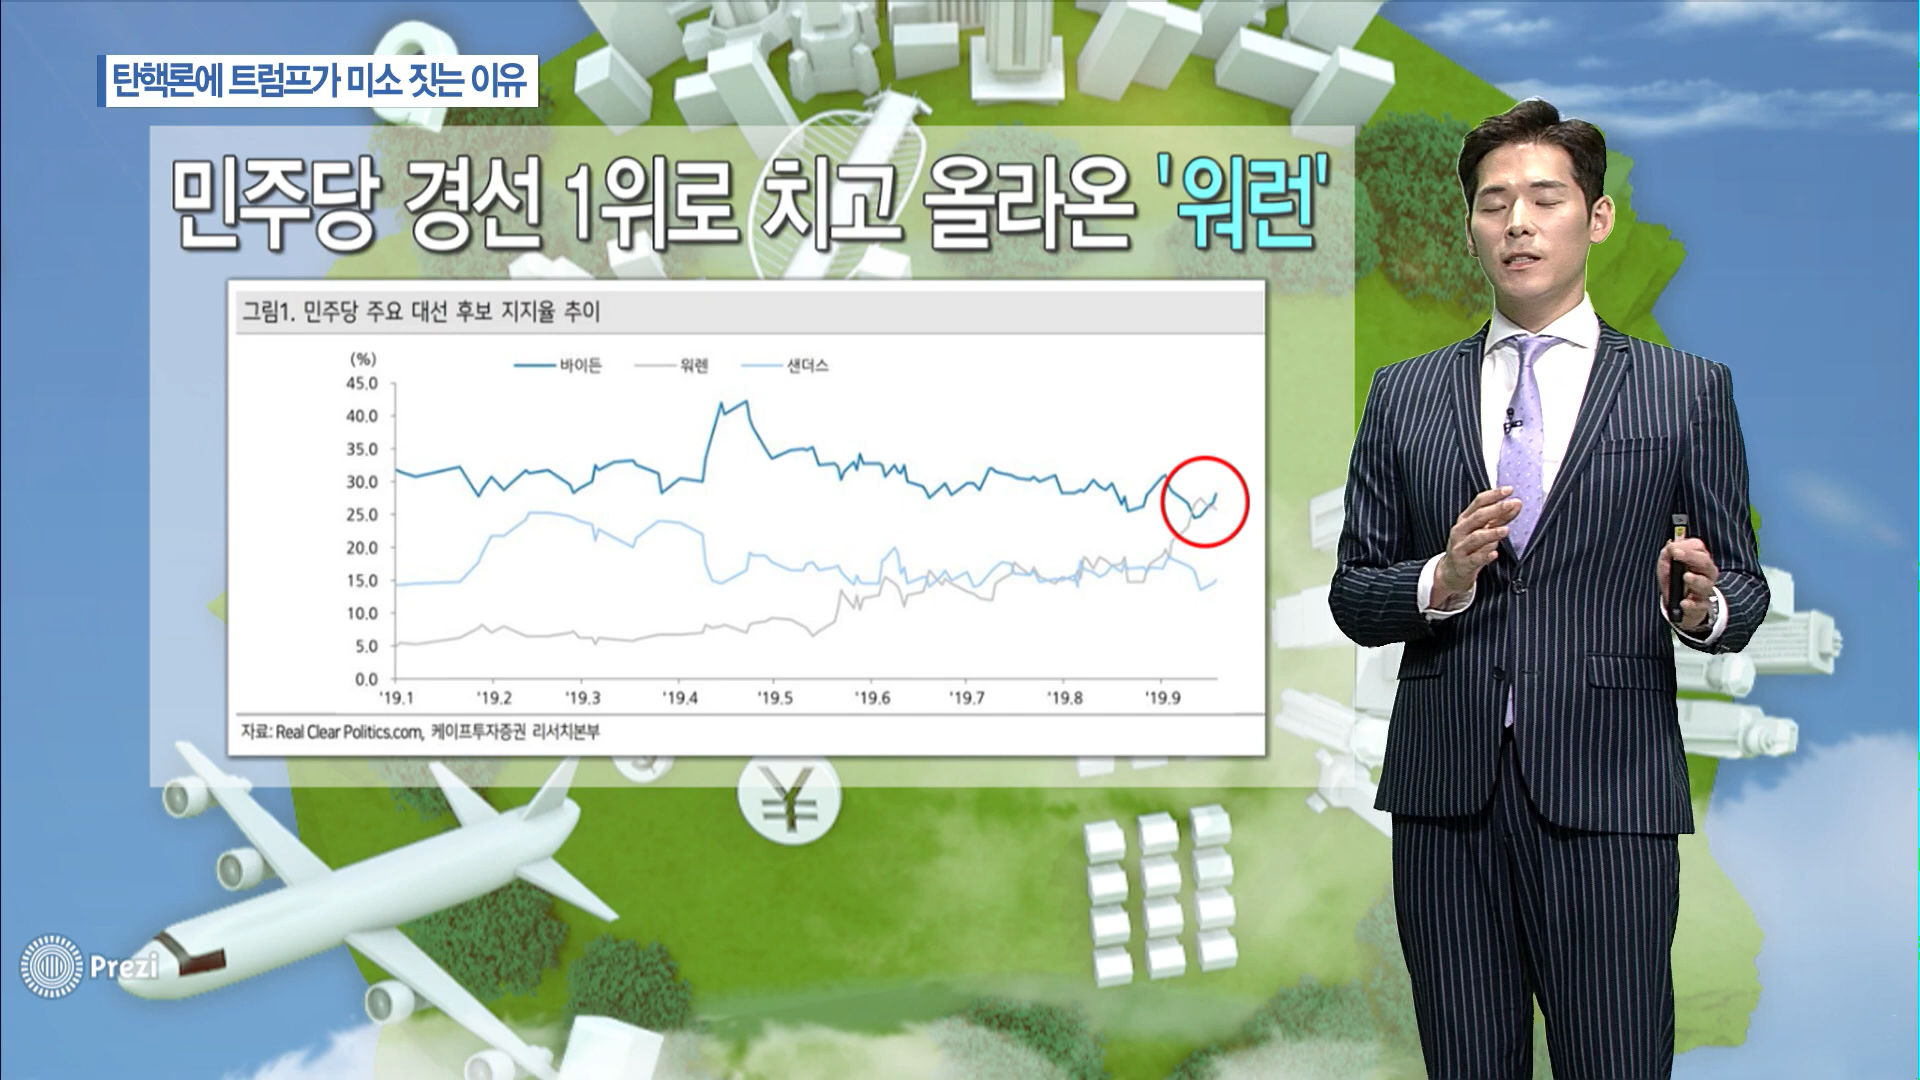 탄핵론에 트럼프가 미소 짓는 이유
민주당 경선 1위로 치고 올라온 '워런'
그림1. 민주당 주요 대선 후보 지지율 추이
(%)
바이든 워렌 샌더스
45.0
40.0
35.0
30.0
25.0
20.0
15.0
10.0
5.0
0.0
'19.1 '19.2 '19.3 '19.4 '19.5 '19.6 '19.7 '19.8 '19.9
자료: Real Clear Politics.com, 케이프투자증권 리서치본부
¥
Prezi